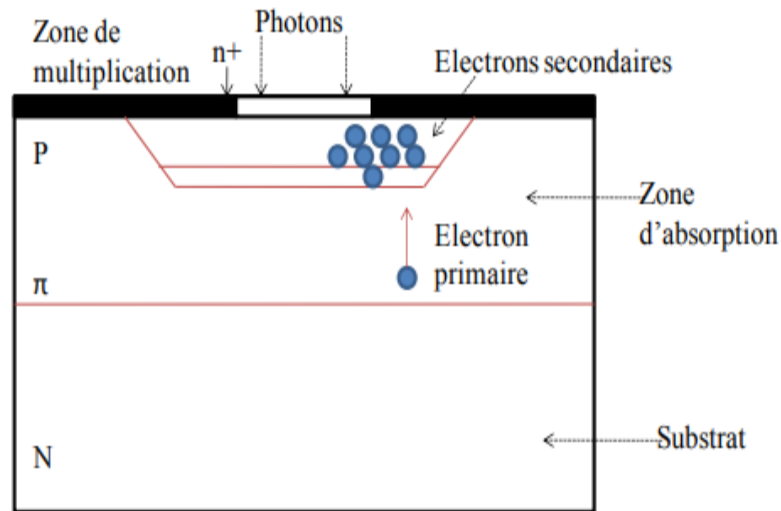 Zone de
multiplication
n+
Photons
Electrons secondaires
P
Zone
d’absorption
Electron
primaire
π
Substrat
N